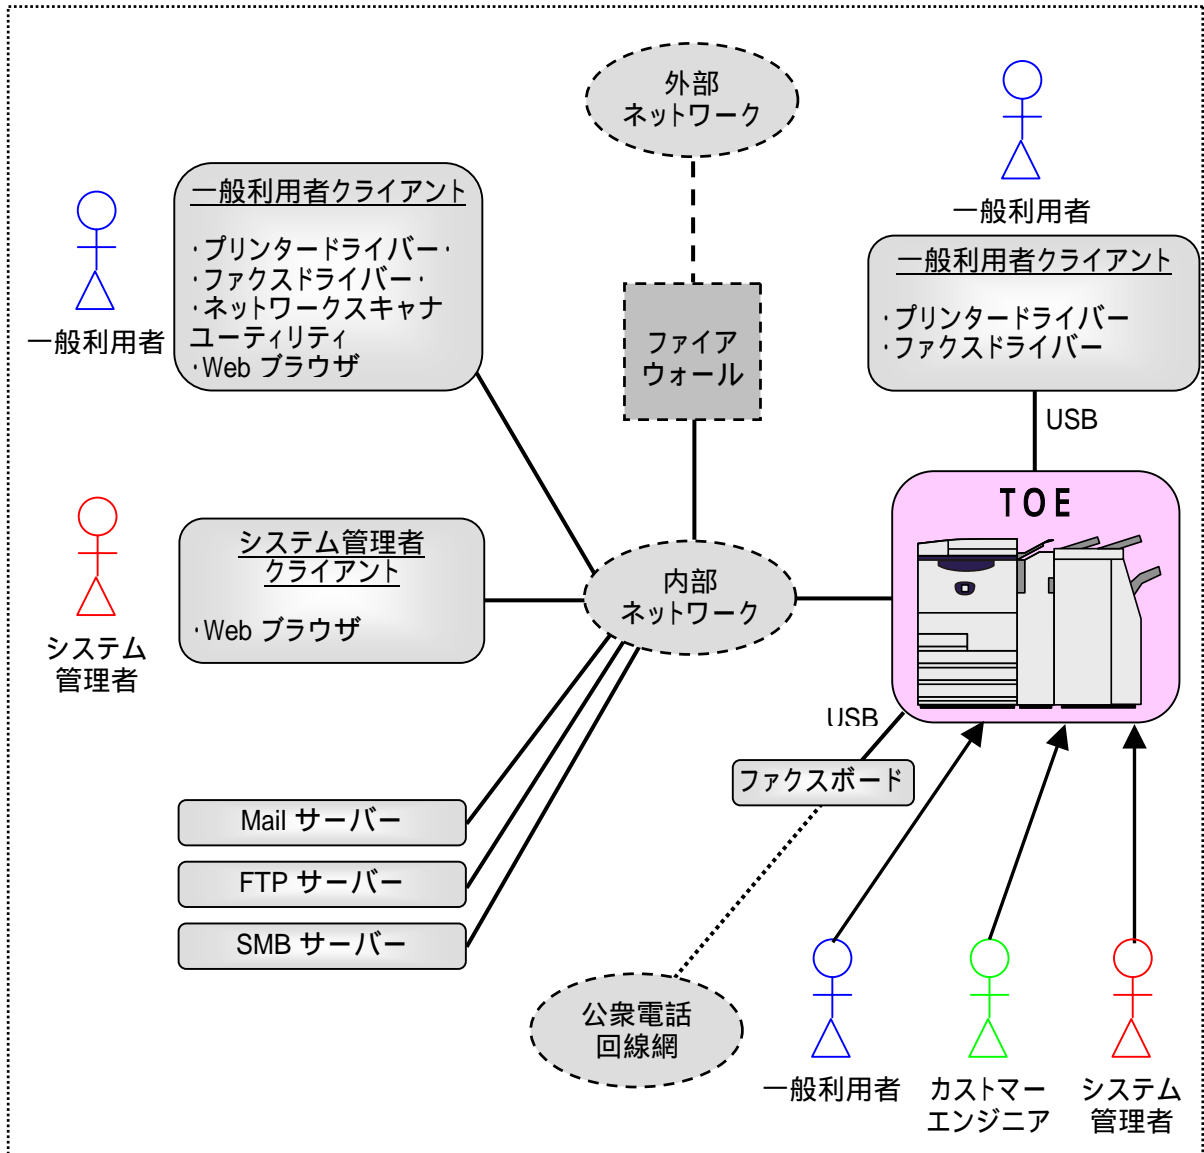 外部
ネットワーク
一般利用者
一般利用者クライアント
・プリンタードライバー・
・ファクスドライバー・
・ネットワークスキャナ
ユーティリティ
・Web ブラウザ
一般利用者
ファイア
ウォール
一般利用者クライアント
・プリンタードライバー
・ファクスドライバー
USB
TOE
システム管理者
クライアント
・Web ブラウザ
システム
管理者
内部
ネットワーク
USB
ファクスボード
Mail サーバー
FTP サーバー
SMB サーバー
公衆電話
回線網
一般利用者
カストマー
エンジニア
システム
管理者